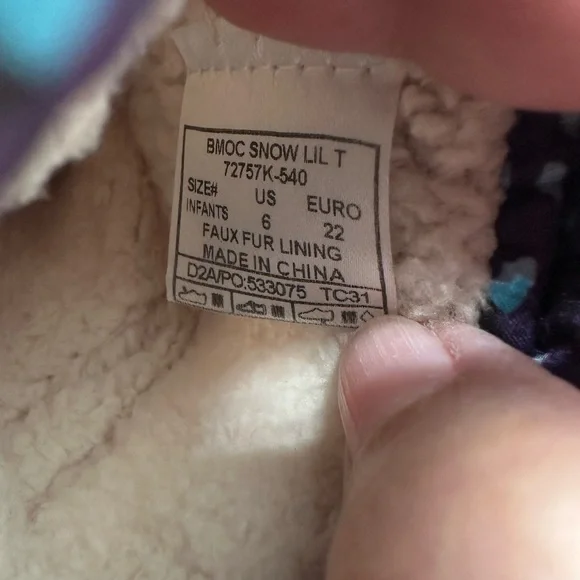 BMOC SNOW LIL T
72757K-540
SIZE# US EURO
INFANTS 6 22
FAUX FUR LINING
MADE IN CHINA
D2A/PO:533075 TC31